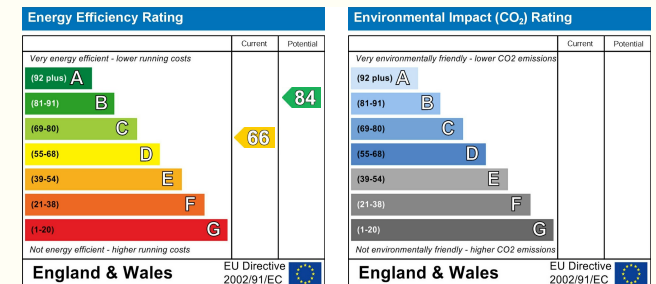 Energy Efficiency Rating
Current Potential
Very energy efficient - lower running costs
(92 plus) A
(81-91) B
84
(69-80) C
66
(55-68) D
(39-54) E
(21-38) F
(1-20) G
Not energy efficient - higher running costs
England & Wales
EU Directive
2002/91/EC
Environmental Impact (CO₂) Rating
Current Potential
Very environmentally friendly - lower CO2 emissions
(92 plus) A
(81-91) B
(69-80) C
(55-68) D
(39-54) E
(21-38) F
(1-20) G
Not environmentally friendly - higher CO2 emissions
England & Wales
EU Directive
2002/91/EC